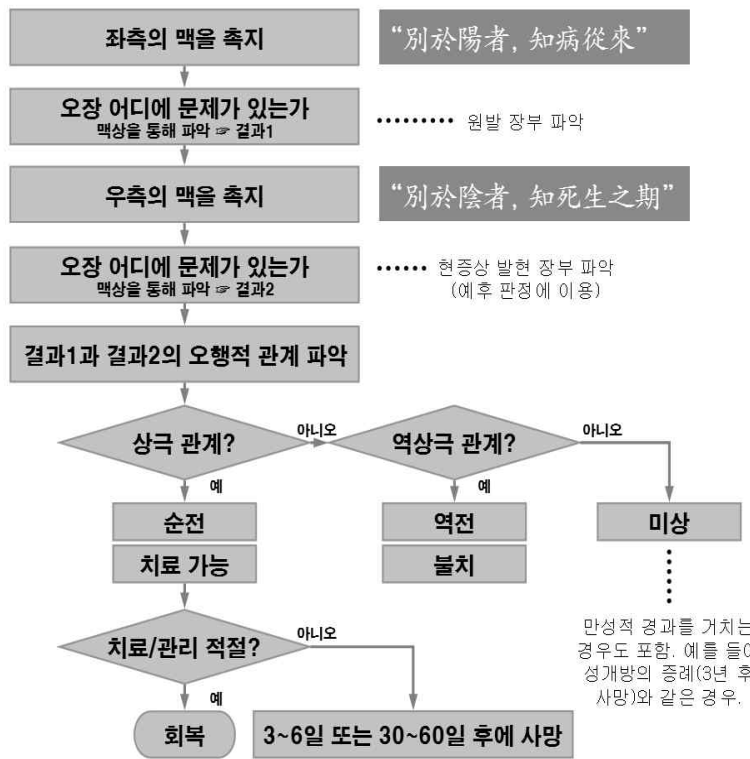 좌측의 맥을 촉지
“別於陽者, 知病從來”
오장 어디에 문제가 있는가
맥상을 통해 파악 ☞ 결과1
········· 원발 장부 파악
우측의 맥을 촉지
“別於陰者, 知死生之期”
오장 어디에 문제가 있는가
맥상을 통해 파악 ☞ 결과2
······ 현증상 발현 장부 파악
(예후 판정에 이용)
결과1과 결과2의 오행적 관계 파악
상극 관계?
아니오
역상극 관계?
아니오
예
예
순전
역전
미상
치료 가능
불치
치료/관리 적절?
아니오
만성적 경과를 거치는
경우도 포함. 예를 들어
성개방의 증례(3년 후
사망)와 같은 경우.
예
회복
3~6일 또는 30~60일 후에 사망